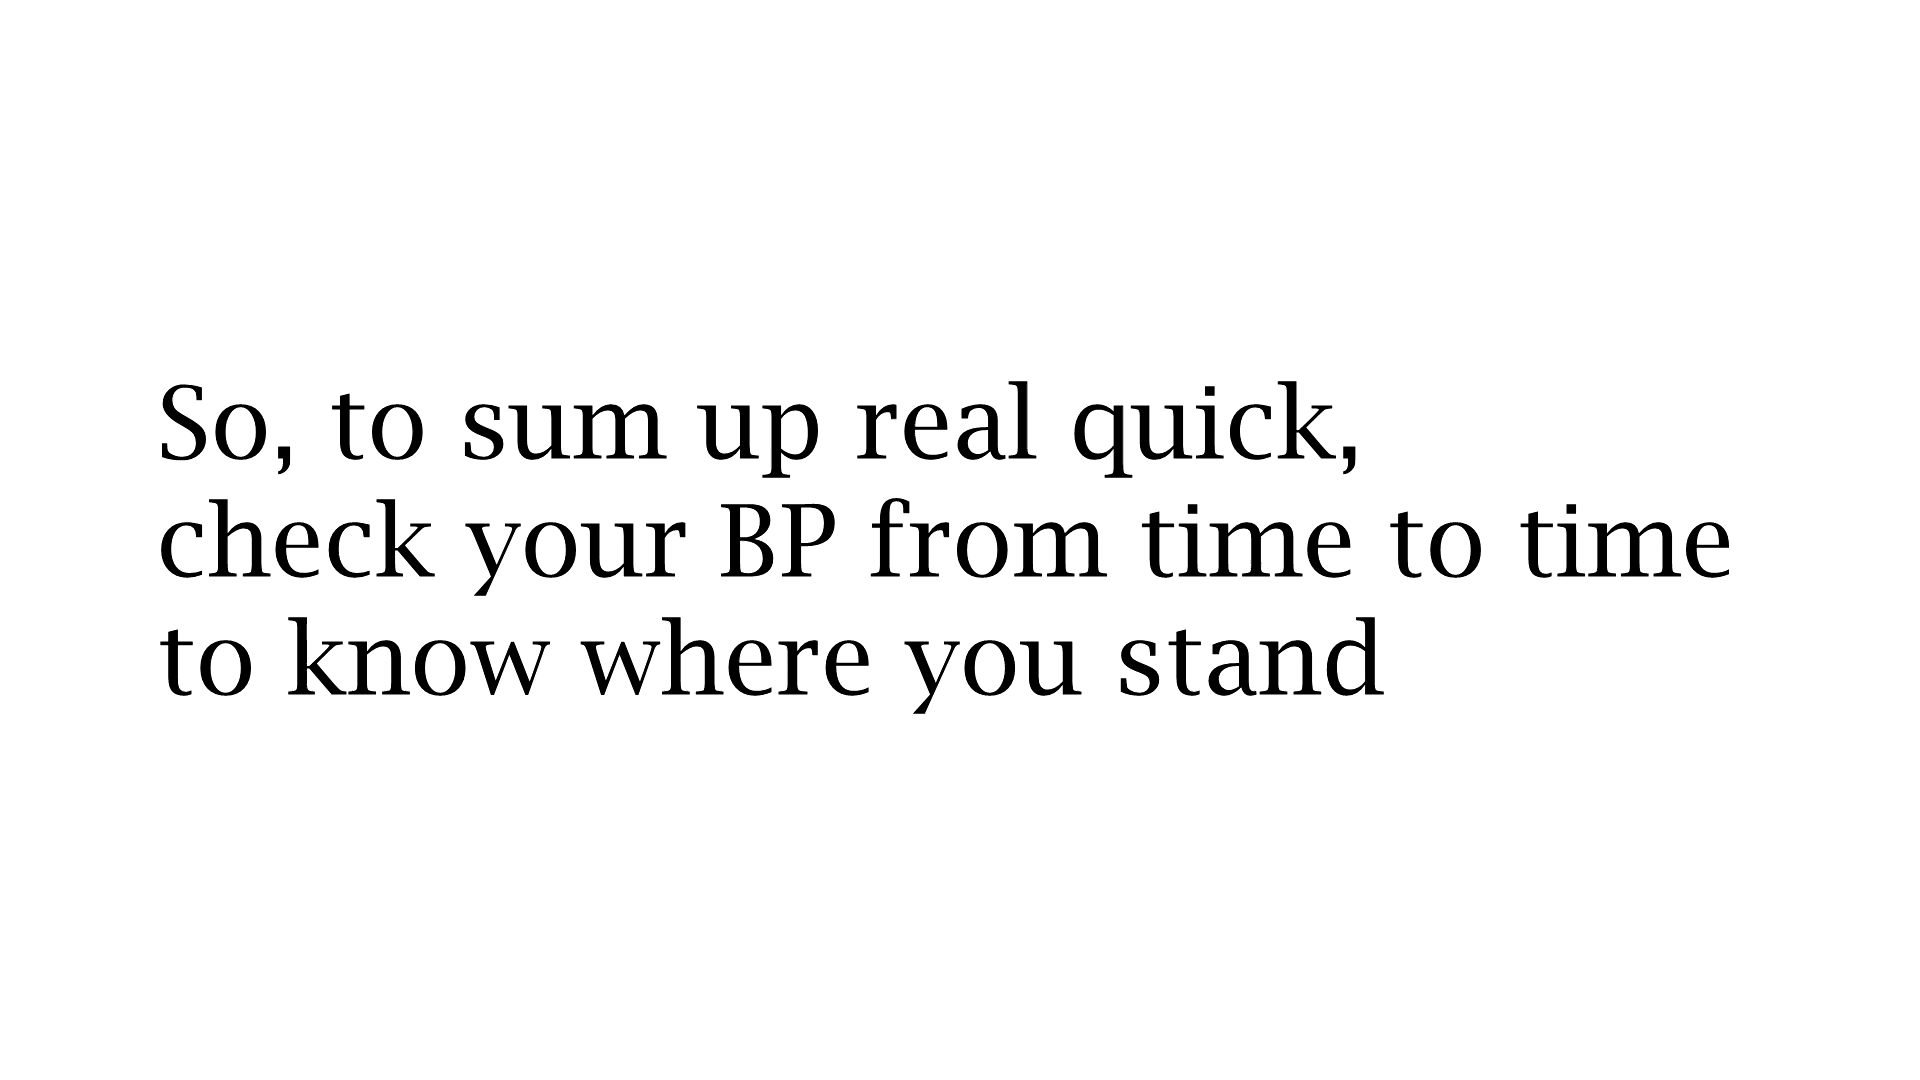 So, to sum up real quick,
check your BP from time to time
to know where you stand